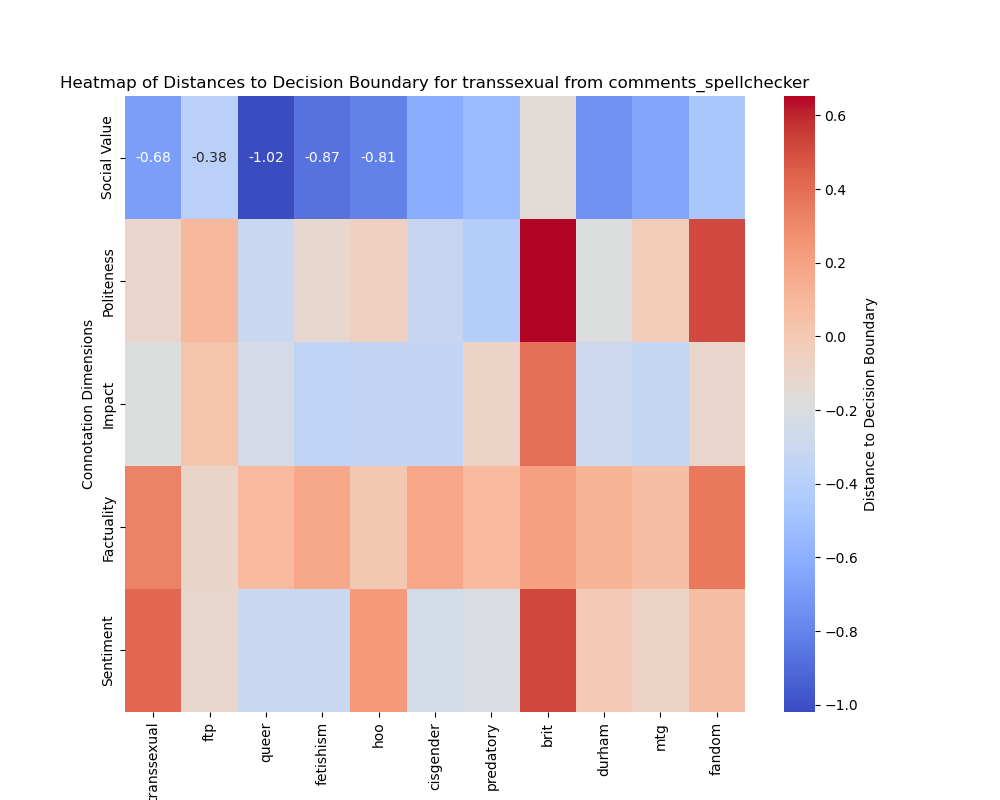 Heatmap of Distances to Decision Boundary for transsexual from comments_spellchecker
Connotation Dimensions
Social Value
Politeness
Impact
Factuality
Sentiment
-0.68 -0.38 -1.02 -0.87 -0.81
transsexual ftp queer fetishism hoo cisgender predatory brit durham mtg fandom
0.6
0.4
0.2
0.0
−0.2
−0.4
−0.6
−0.8
−1.0
Distance to Decision Boundary